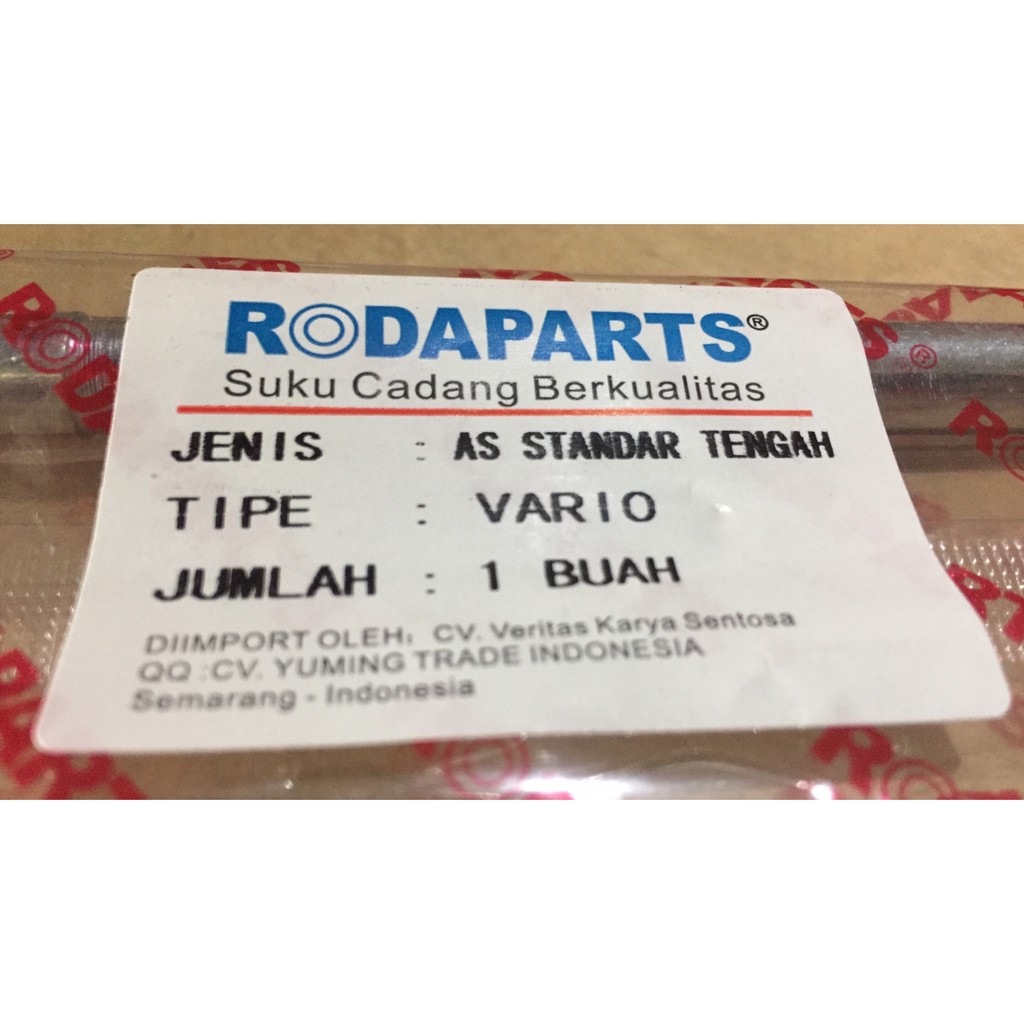 RODAPARTS®
Suku Cadang Berkualitas
JENIS : AS STANDAR TENGAH
TIPE : VARIO
JUMLAH : 1 BUAH
DIIMPORT OLEH: CV. Veritas Karya Sentosa
QQ :CV. YUMING TRADE INDONESIA
Semarang - Indonesia